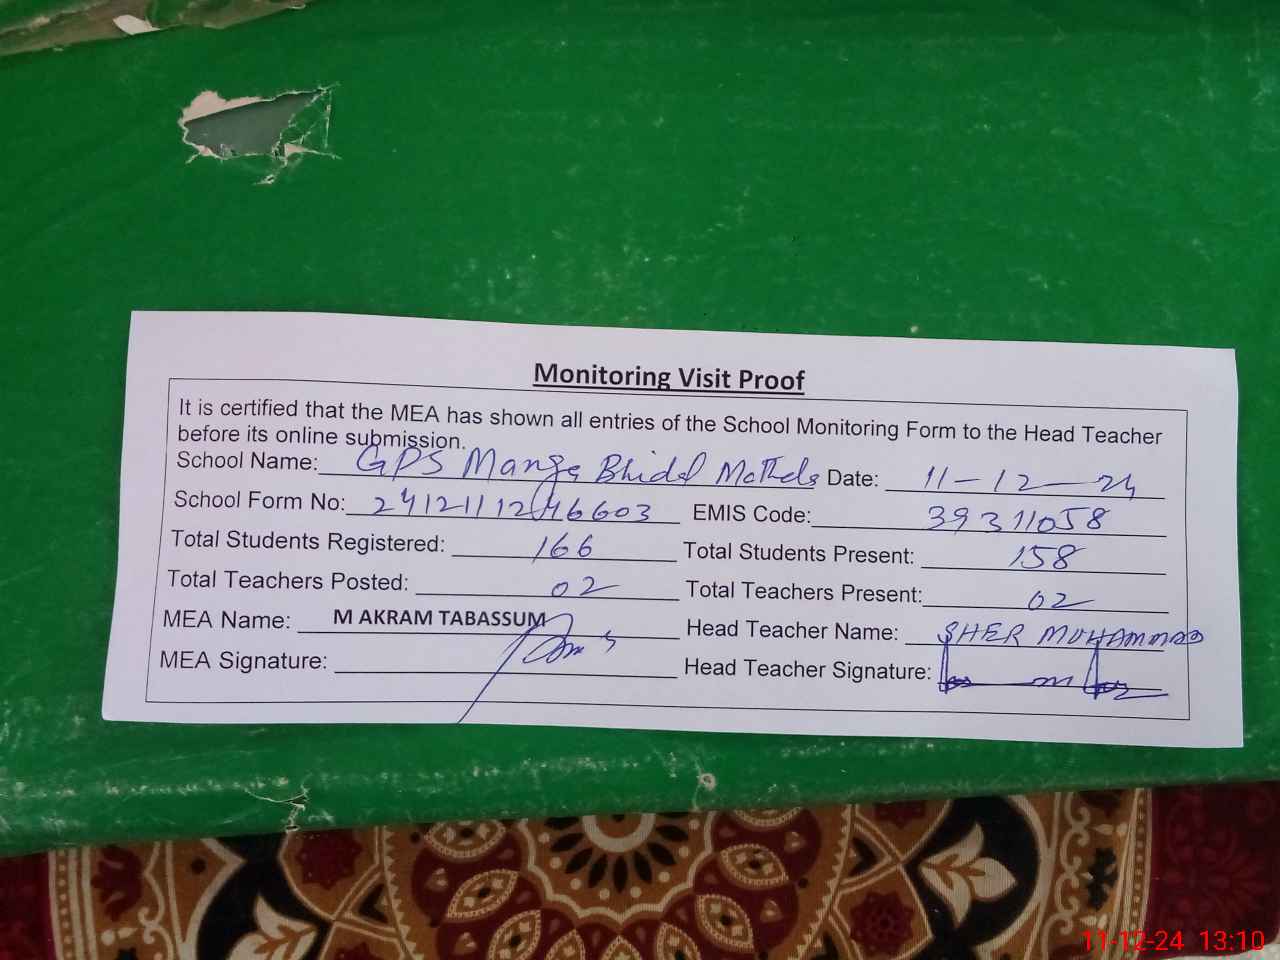 Monitoring Visit Proof
It is certified that the MEA has shown all entries of the School Monitoring Form to the Head Teacher
before its online submission.
School Name: GPS Manga Bhidal Date: 11-12-24
School Form No: 24121112466603 EMIS Code: 39311058
Total Students Registered: 166 Total Students Present: 158
Total Teachers Posted: 02 Total Teachers Present: 02
MEA Name: M AKRAM TABASSUM Head Teacher Name: SHER MUHAMMAD
MEA Signature: Head Teacher Signature:
11-12-24 13:10